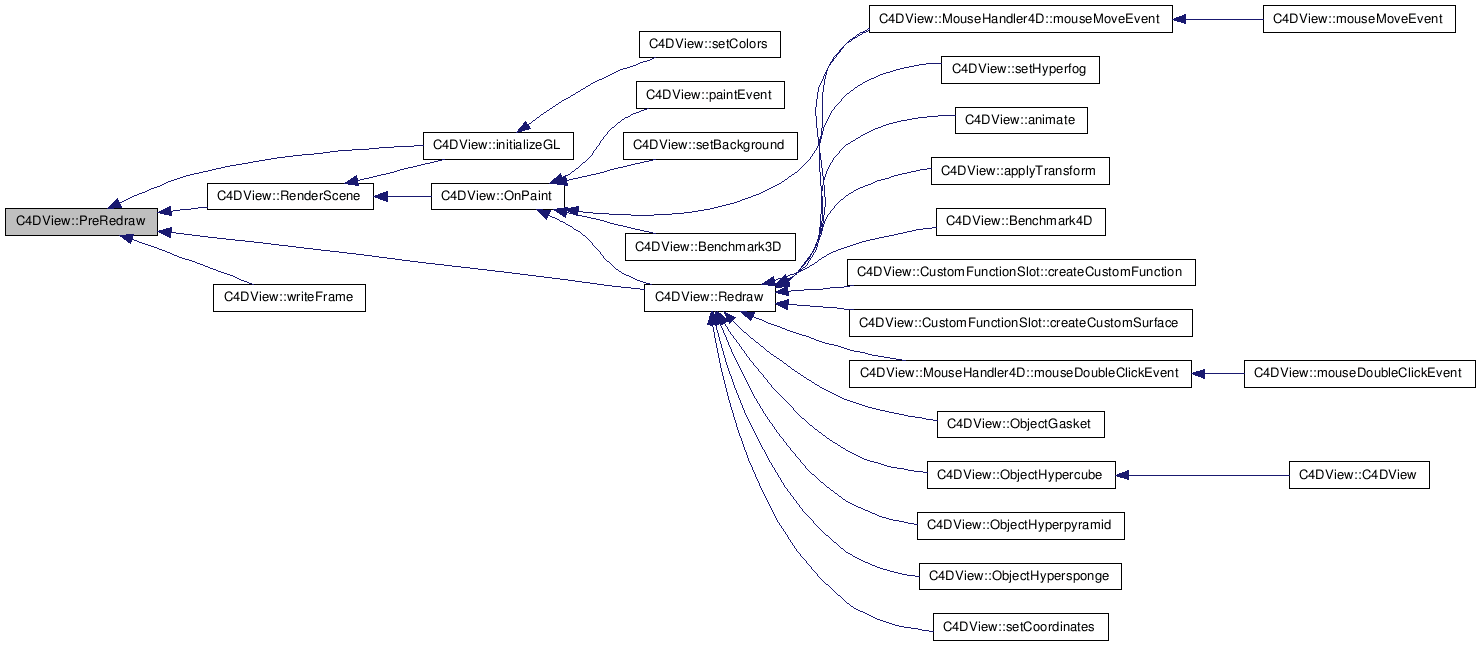 C4DView::MouseHandler4D::mouseMoveEvent
C4DView::mouseMoveEvent
C4DView::setColors
C4DView::setHyperfog
C4DView::paintEvent
C4DView::animate
C4DView::initializeGL
C4DView::setBackground
C4DView::applyTransform
C4DView::RenderScene
C4DView::OnPaint
C4DView::PreRedraw
C4DView::Benchmark4D
C4DView::Benchmark3D
C4DView::CustomFunctionSlot::createCustomFunction
C4DView::writeFrame
C4DView::Redraw
C4DView::CustomFunctionSlot::createCustomSurface
C4DView::MouseHandler4D::mouseDoubleClickEvent
C4DView::mouseDoubleClickEvent
C4DView::ObjectGasket
C4DView::ObjectHypercube
C4DView::C4DView
C4DView::ObjectHyperpyramid
C4DView::ObjectHypersponge
C4DView::setCoordinates